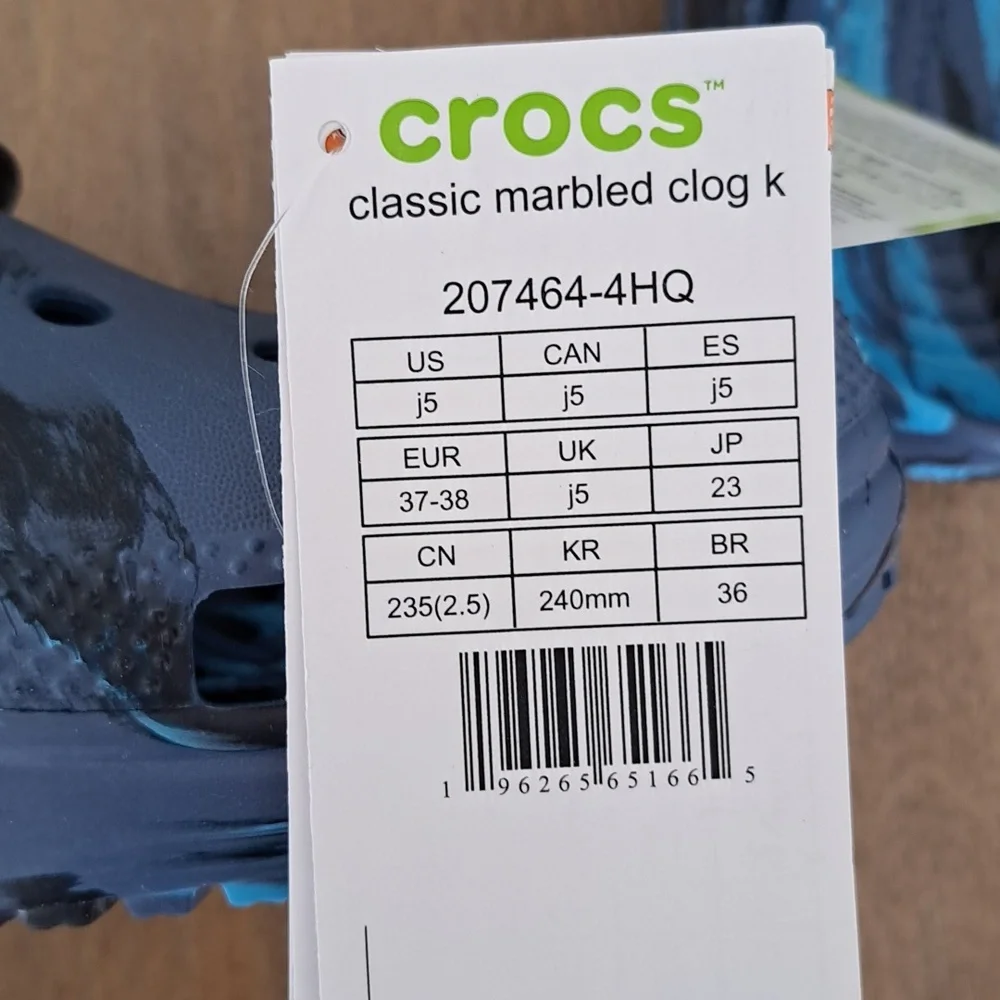 crocs™
classic marbled clog k
207464-4HQ
US CAN ES
j5 j5 j5
EUR UK JP
37-38 j5 23
CN KR BR
235(2.5) 240mm 36
1 96265 65166 5